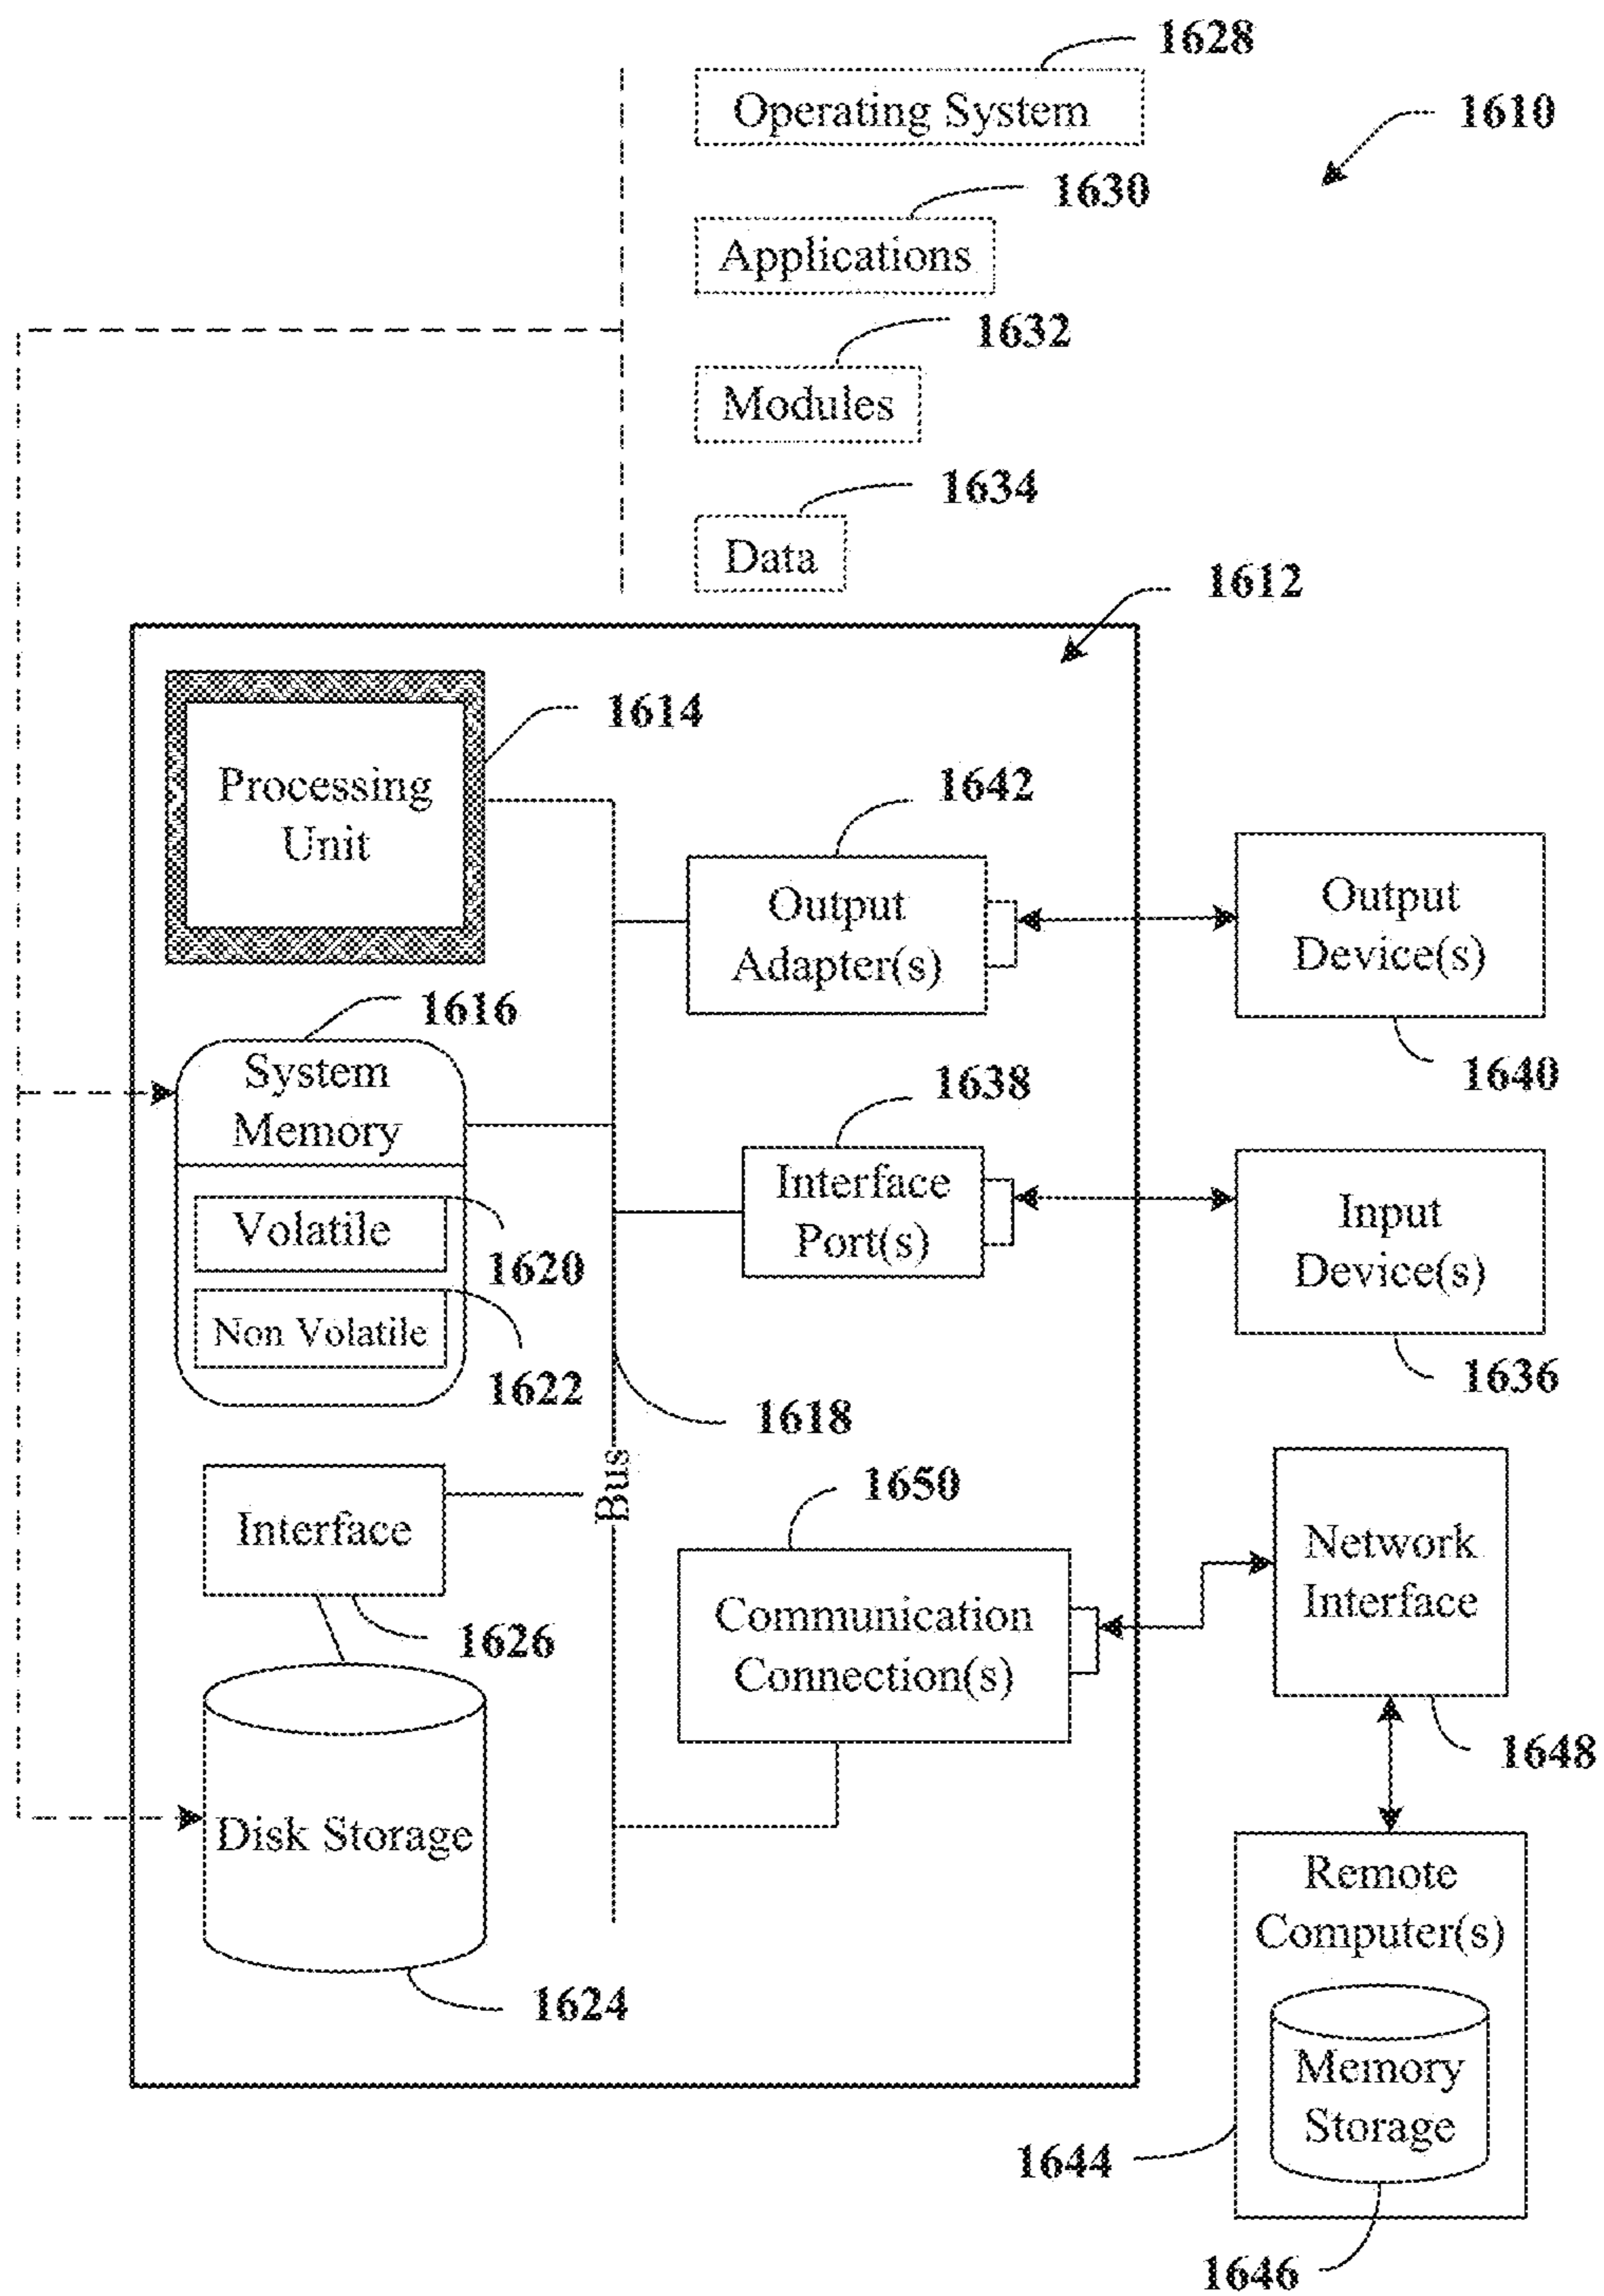 1628
Operating System
1610
1630
Applications
1632
Modules
1634
Data
1612
1614
Processing
Unit
1642
Output
Adapter(s)
Output
Device(s)
1640
1616
System
Memory
1638
Interface
Port(s)
Input
Device(s)
1636
Volatile
1620
Non Volatile
1622
1618
Bus
1650
Interface
1626
Communication
Connection(s)
Network
Interface
1648
Disk Storage
1624
Remote
Computer(s)
Memory
Storage
1644
1646